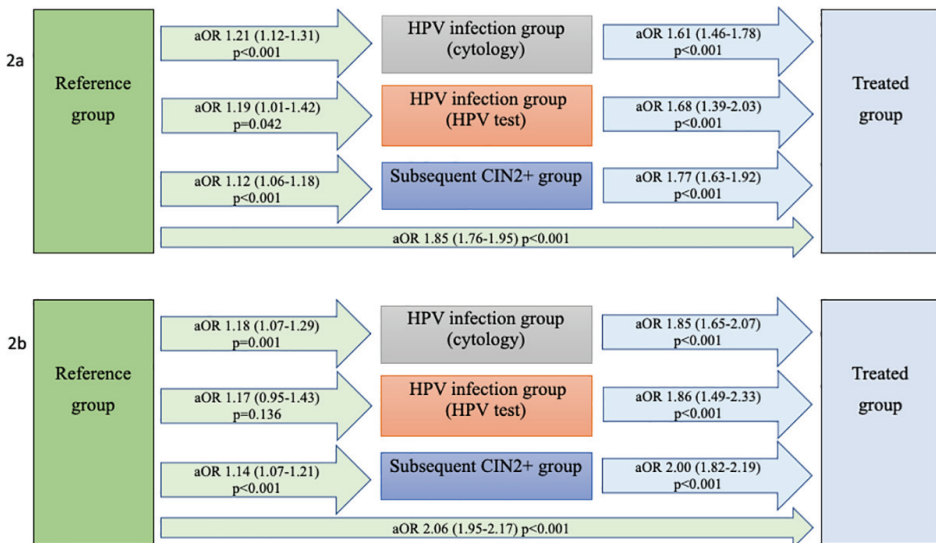 2a
Reference
group
aOR 1.21 (1.12-1.31)
p<0.001
HPV infection group
(cytology)
aOR 1.61 (1.46-1.78)
p<0.001
aOR 1.19 (1.01-1.42)
p=0.042
HPV infection group
(HPV test)
aOR 1.68 (1.39-2.03)
p<0.001
aOR 1.12 (1.06-1.18)
p<0.001
Subsequent CIN2+ group
aOR 1.77 (1.63-1.92)
p<0.001
Treated
group
aOR 1.85 (1.76-1.95) p<0.001
2b
Reference
group
aOR 1.18 (1.07-1.29)
p=0.001
HPV infection group
(cytology)
aOR 1.85 (1.65-2.07)
p<0.001
aOR 1.17 (0.95-1.43)
p=0.136
HPV infection group
(HPV test)
aOR 1.86 (1.49-2.33)
p<0.001
aOR 1.14 (1.07-1.21)
p<0.001
Subsequent CIN2+ group
aOR 2.00 (1.82-2.19)
p<0.001
Treated
group
aOR 2.06 (1.95-2.17) p<0.001